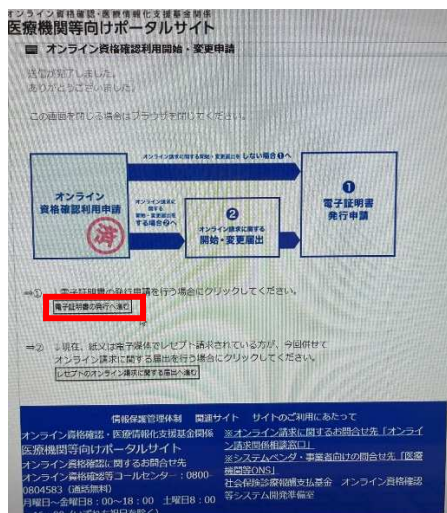 オンライン資格確認・医療情報化支援基金関係
医療機関等向けポータルサイト
オンライン資格確認利用開始・変更申請
送信が完了しました。
ありがとうございました。
この画面を閉じる場合はブラウザを閉じてください。
オンライン請求に関する開始・変更届出を しない場合❶へ
オンライン
資格確認利用申請
済
オンライン請求に
関する
開始・変更届出を
する場合❷へ
❷
オンライン請求に関する
開始・変更届出
❶
電子証明書
発行申請
⇒① ↓電子証明書の発行申請を行う場合にクリックしてください。
電子証明書の発行へ進む
⇒② ↓現在、紙又は電子媒体でレセプト請求されている方が、今回併せて
オンライン請求に関する届出を行う場合にクリックしてください。
レセプトのオンライン請求に関する届出へ進む
情報保護管理体制 関連サイト サイトのご利用にあたって
オンライン資格確認・医療情報化支援基金関係
医療機関等向けポータルサイト
オンライン資格確認に関するお問合せ先
オンライン資格確認等コールセンター:0800-
0804583(通話無料)
月曜日~金曜日8:00~18:00 土曜日8:00
※オンライン請求に関するお問合せ先「オンライ
ン請求関係相談窓口」
※システムベンダ・事業者向けの問合せ先「医療
機関等ONS」
社会保険診療報酬支払基金 オンライン資格確認
等システム開発準備室